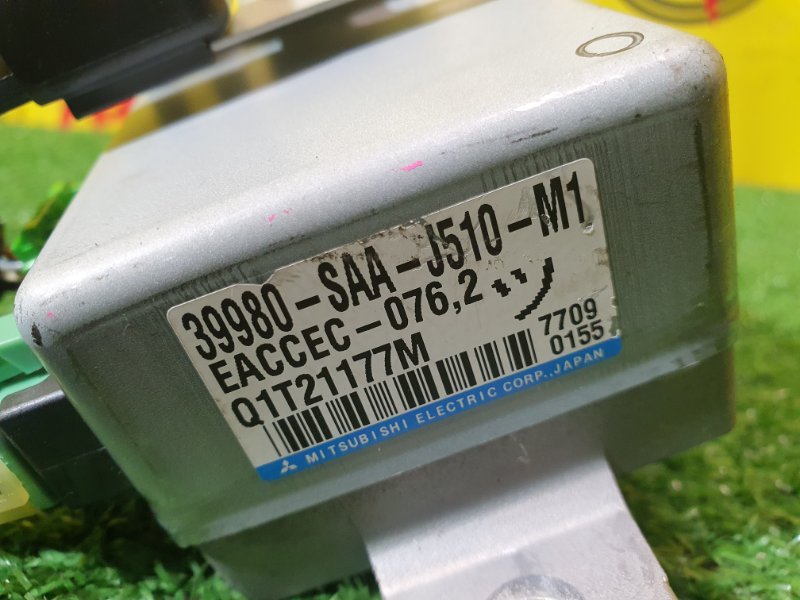 39980-SAA-J510-M1
EACCEC-076,2
Q1T21177M
7709
0155
MITSUBISHI ELECTRIC CORP., JAPAN